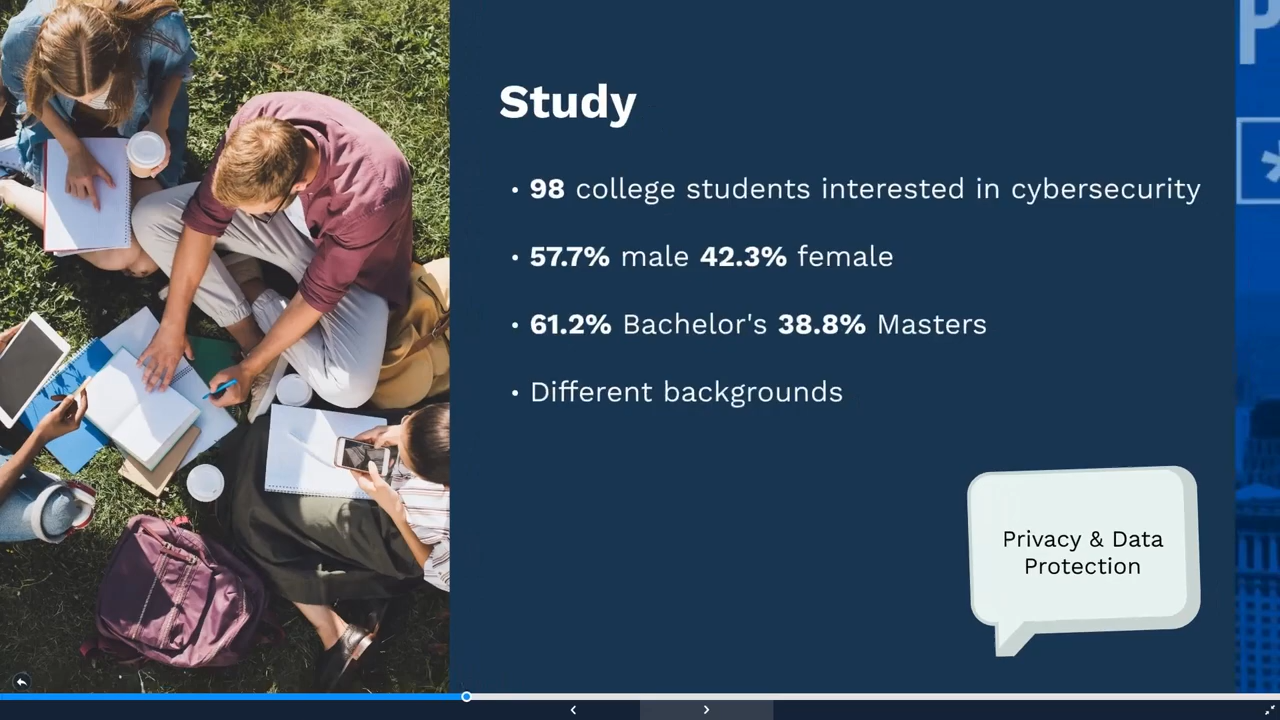 Study
• 98 college students interested in cybersecurity
• 57.7% male 42.3% female
• 61.2% Bachelor's 38.8% Masters
• Different backgrounds
Privacy & Data
Protection
P
*